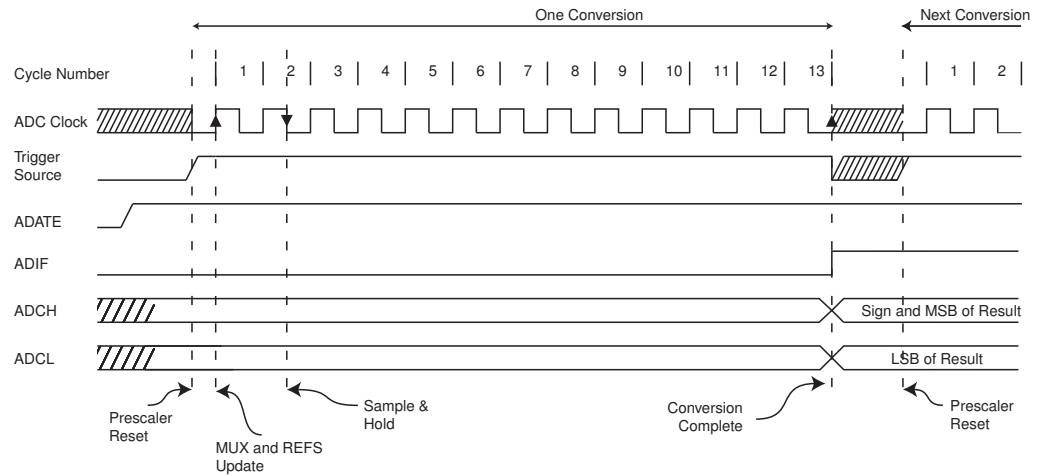 One Conversion
Next Conversion
Cycle Number
1 2 3 4 5 6 7 8 9 10 11 12 13 1 2
ADC Clock
Trigger
Source
ADATE
ADIF
ADCH
Sign and MSB of Result
ADCL
LSB of Result
Prescaler
Reset
MUX and REFS
Update
Sample &
Hold
Conversion
Complete
Prescaler
Reset